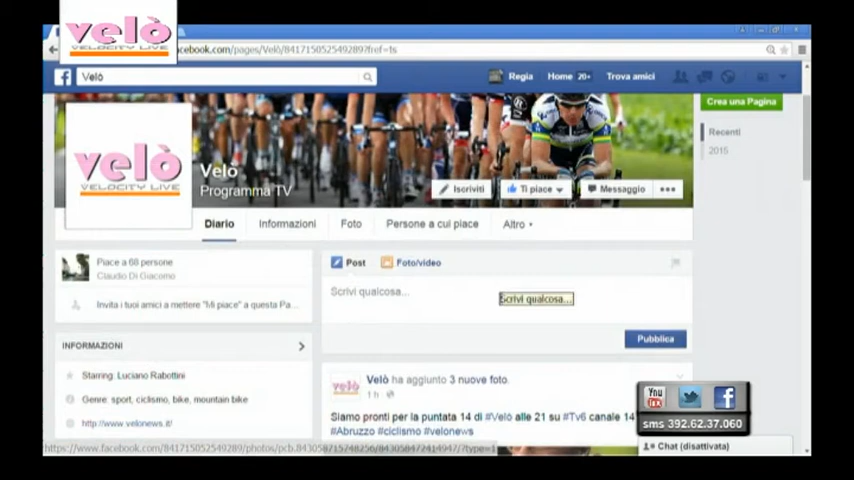 velò
VELOCITY LIVE
facebook.com/pages/Velò/841715052549289?fref=ts
Velò
Regia
Home 20+
Trova amici
velò
VELOCITY LIVE
Velò
Programma TV
Iscriviti
Ti piace
Messaggio
Crea una Pagina
Recenti
2015
Diario
Informazioni
Foto
Persone a cui piace
Altro
Piace a 68 persone
Claudio Di Giacomo
Invita i tuoi amici a mettere "Mi piace" a questa Pa...
Post
Foto/video
Scrivi qualcosa...
Scrivi qualcosa...
Pubblica
INFORMAZIONI
Starring: Luciano Rabottini
Genre: sport, ciclismo, bike, mountain bike
http://www.velonews.it/
velò
Velò ha aggiunto 3 nuove foto.
1 h
Siamo pronti per la puntata 14 di #Velò alle 21 su #Tv6 canale 14
#Abruzzo #ciclismo #velonews
You
sms 392.62.37.060
Chat (disattivata)